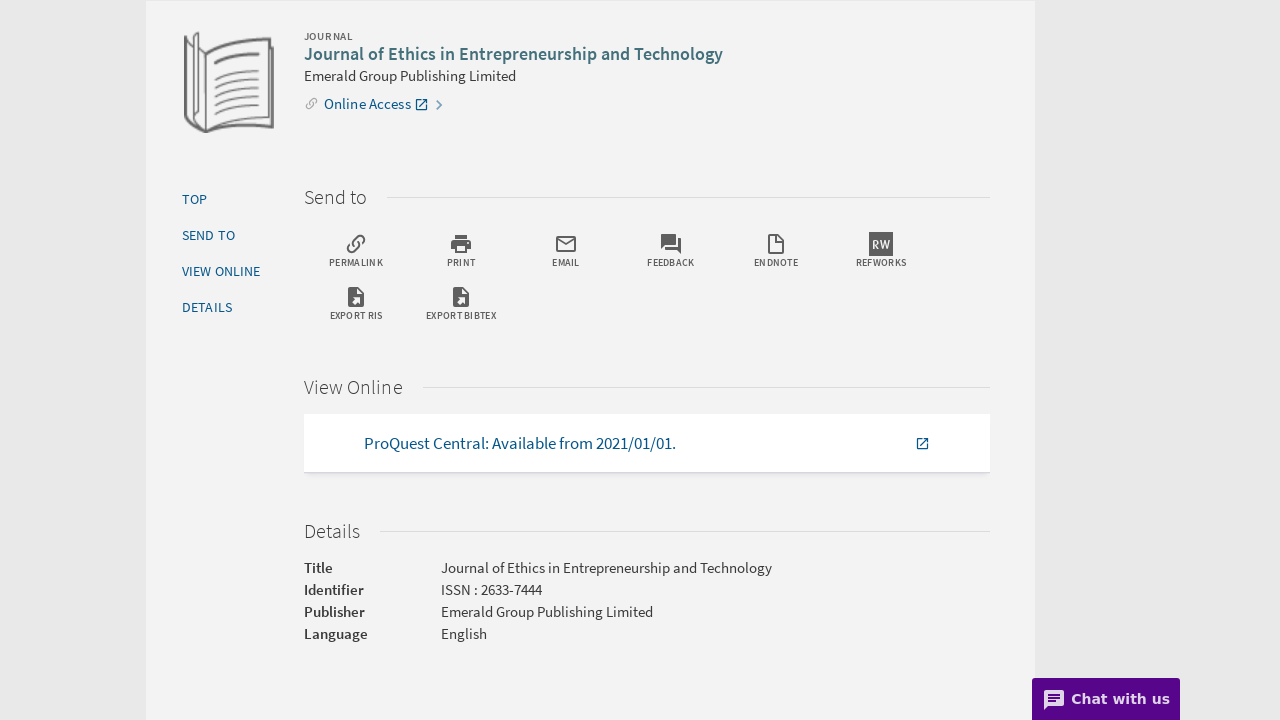 JOURNAL
Journal of Ethics in Entrepreneurship and Technology
Emerald Group Publishing Limited
Online Access
TOP
SEND TO
VIEW ONLINE
DETAILS
Send to
PERMALINK
PRINT
EMAIL
FEEDBACK
ENDNOTE
RW
REFWORKS
EXPORT RIS
EXPORT BIBTEX
View Online
ProQuest Central: Available from 2021/01/01.
Details
Title Journal of Ethics in Entrepreneurship and Technology
Identifier ISSN : 2633-7444
Publisher Emerald Group Publishing Limited
Language English
Chat with us